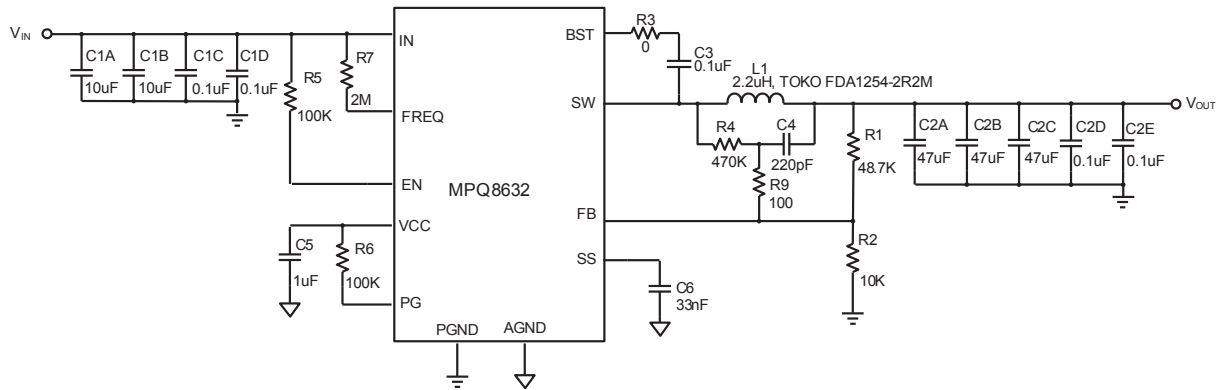 V_IN
C1A
10uF
C1B
10uF
C1C
0.1uF
C1D
0.1uF
R5
100K
R7
2M
C5
1uF
R6
100K
IN
FREQ
EN
VCC
PG
PGND
AGND
MPQ8632
BST
SW
FB
SS
R3
0
C3
0.1uF
L1
2.2uH, TOKO FDA1254-2R2M
R4
470K
C4
220pF
R9
100
R1
48.7K
R2
10K
C6
33nF
C2A
47uF
C2B
47uF
C2C
47uF
C2D
0.1uF
C2E
0.1uF
V_OUT